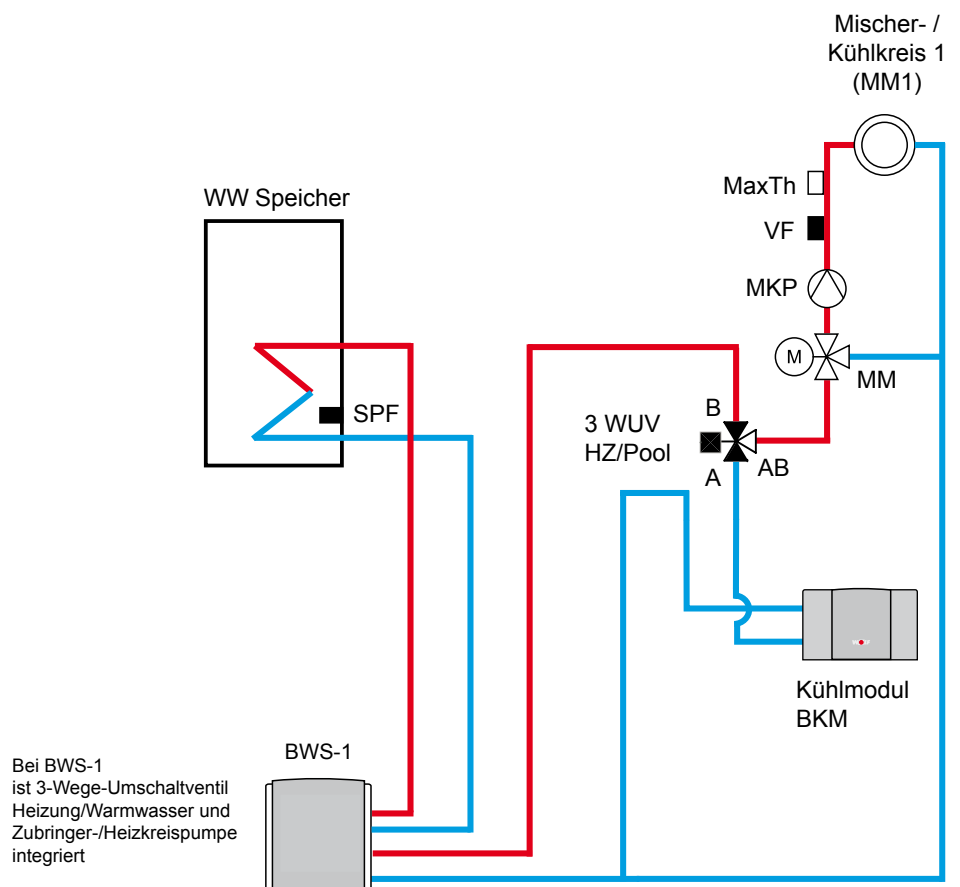 Mischer- /
Kühlkreis 1
(MM1)
MaxTh
WW Speicher
VF
MKP
M
MM
B
SPF
3 WUV
HZ/Pool
AB
A
Kühlmodul
BKM
BWS-1
Bei BWS-1
ist 3-Wege-Umschaltventil
Heizung/Warmwasser und
Zubringer-/Heizkreispumpe
integriert